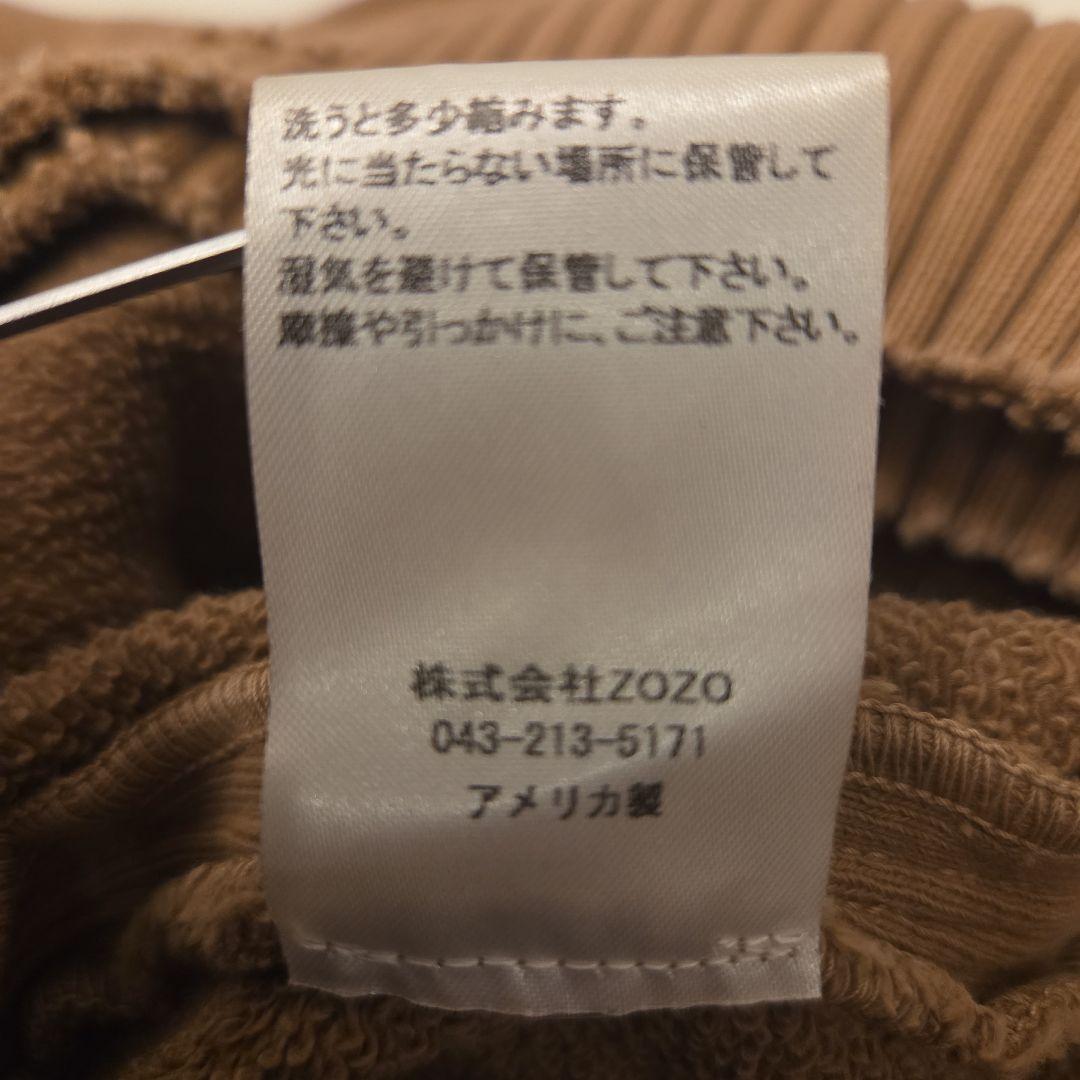 洗うと多少縮みます。
光に当たらない場所に保管して
下さい。
湿気を避けて保管して下さい。
摩擦や引っかけに、ご注意下さい。
株式会社ZOZO
043-213-5171
アメリカ製